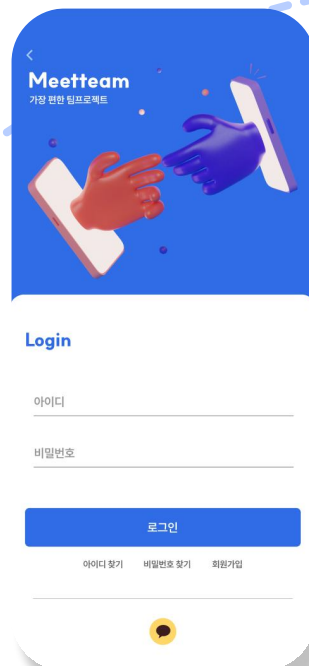 Meetteam
가장 편한 팀프로젝트
Login
아이디
비밀번호
로그인
아이디 찾기 비밀번호 찾기 회원가입